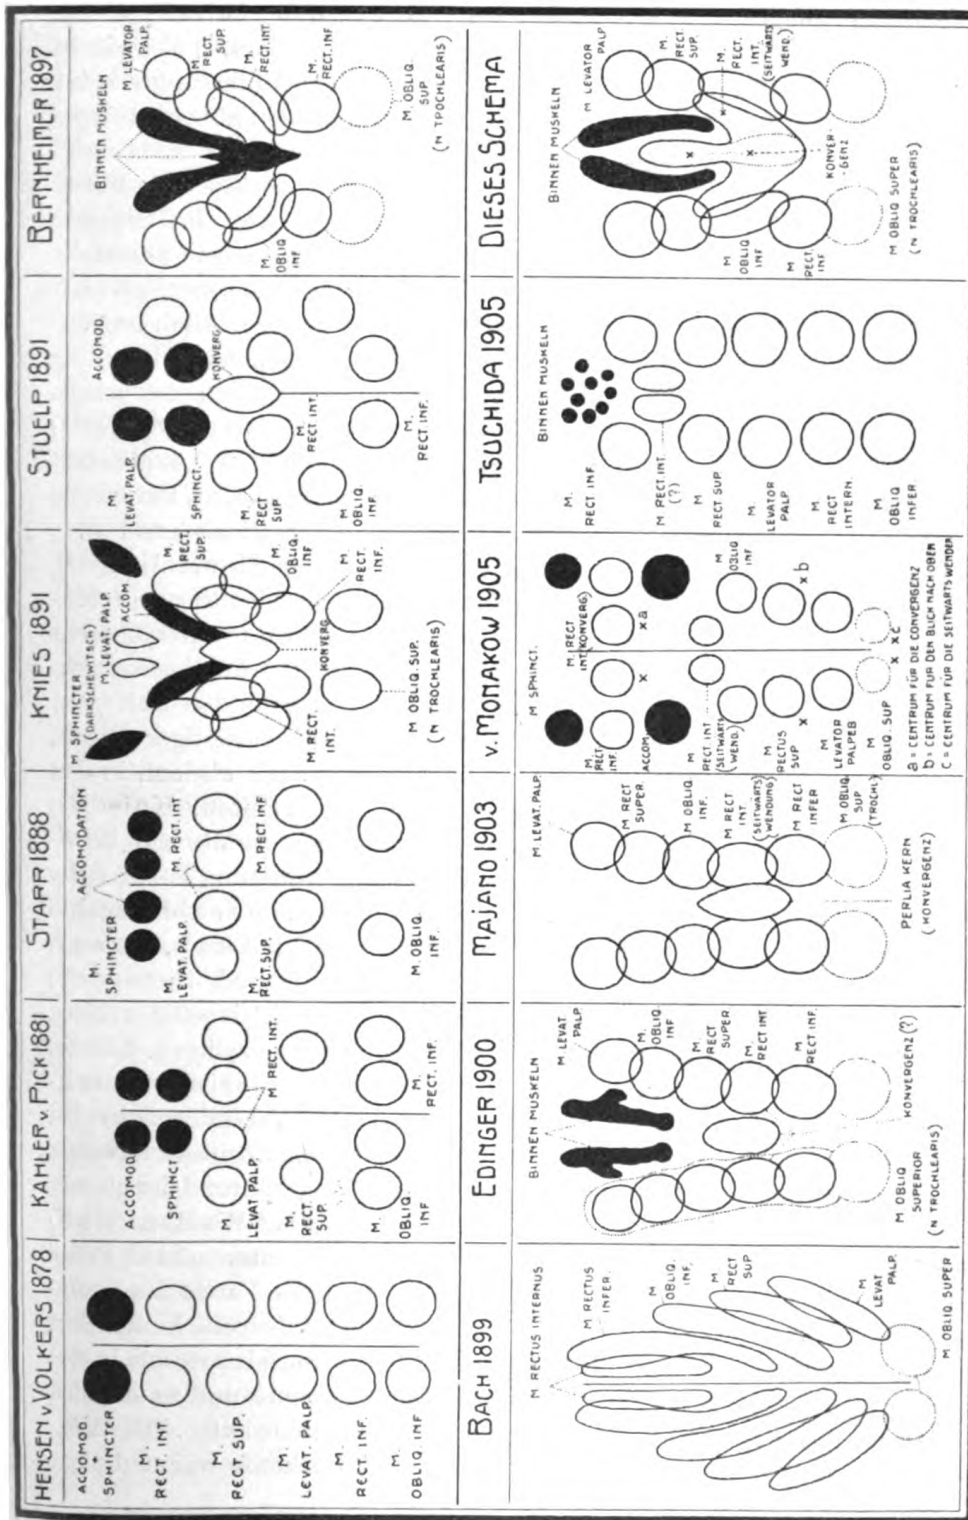 HENSEN v. VOLKERS 1878
ACCOMOD.
+
SPHINCTER
M.
RECT. INT
M.
RECT SUP.
M
LEVAT. PALP.
M.
RECT. INF.
M.
OBLIQ. INF
KAHLER v. PICK 1881
ACCOMOD.
SPHINCT
M
LEVAT PALP.
M.
RECT.
SUP.
M.
OBLIQ.
INF
M RECT. INT.
M.
RECT. INF.
STARR 1888
M.
SPHINCTER
ACCOMODATION
M
LEVAT. PALP.
M. RECT. INT
M
RECT. SUP.
M RECT INF
M. OBLIQ.
INF.
KNIES 1891
M SPHINCTER
(DARKSCHEWITSCH)
M. LEVAT. PALP.
ACCOM
M
RECT.
SUP.
M
OBLIQ.
INF
M
RECT.
INF.
KONVERG
M RECT.
INT.
M OBLIQ. SUP.
(N TROCHLEARIS)
STUELP 1891
M.
LEVAT. PALP.
ACCOMOD.
SPHINCT.
KONVERG
M.
RECT
SUP
M.
RECT INT.
M
OBLIQ.
INF.
M.
RECT INF.
BERNHEIMER 1897
BINNEN MUSKELN
M LEVATOR
PALP.
M.
RECT. SUP.
M
RECT. INT
M.
RECT. INF
M.
OBLIQ
INF
M. OBLIQ
SUP
(N TROCHLEARIS)
BACH 1899
M RECTUS INTERNUS
M RECTUS
INFER.
M
OBLIQ.
INF.
M
RECT
SUP
M
LEVAT PALP.
M OBLIQ SUPER
EDINGER 1900
BINNEN MUSKELN
M LEVAT
PALP.
M.
OBLIQ
INF
M
RECT
SUPER.
M.
RECT INT
M
RECT INF.
KONVERGENZ (?)
M OBLIQ
SUPERIOR
(N TROCHLEARIS)
MAJANO 1903
M. LEVAT. PALP.
M RECT
SUPER.
M OBLIQ
INF.
M RECT
INT
(SEITWÄRTS
WENDUNG)
M RECT
INFER
M OBLIQ
SUP
(TROCHL)
PERLIA KERN
(KONVERGENZ)
v. MONAKOW 1905
M SPHINCT.
M. RECT
INT. (KONVERG)
M
RECT
INF.
ACCOM
a
M
RECT. INT
(SEITWÄRTS
WEND.)
M
OBLIQ
INF
M
RECTUS
SUP
b
M
LEVATOR
PALPEB
M
OBLIQ. SUP
c
a = CENTRUM FÜR DIE CONVERGENZ
b = CENTRUM FÜR DEN BLICK NACH OBEN
c = CENTRUM FÜR DIE SEITWÄRTS WENDER
TSUCHIDA 1905
BINNEN MUSKELN
M.
RECT INF.
M RECT. INT.
(?)
M
RECT SUP
M
LEVATOR
PALP
M
RECT
INTERN.
M
OBLIQ
INFER.
DIESES SCHEMA
BINNEN MUSKELN
M LEVATOR PALP
M.
RECT.
SUP.
M.
RECT.
INT.
(SEITWÄRTS
WEND.)
M
OBLIQ
INF
M
RECT.
INF
KONVER-
GENZ
M OBLIQ SUPER
(N TROCHLEARIS)